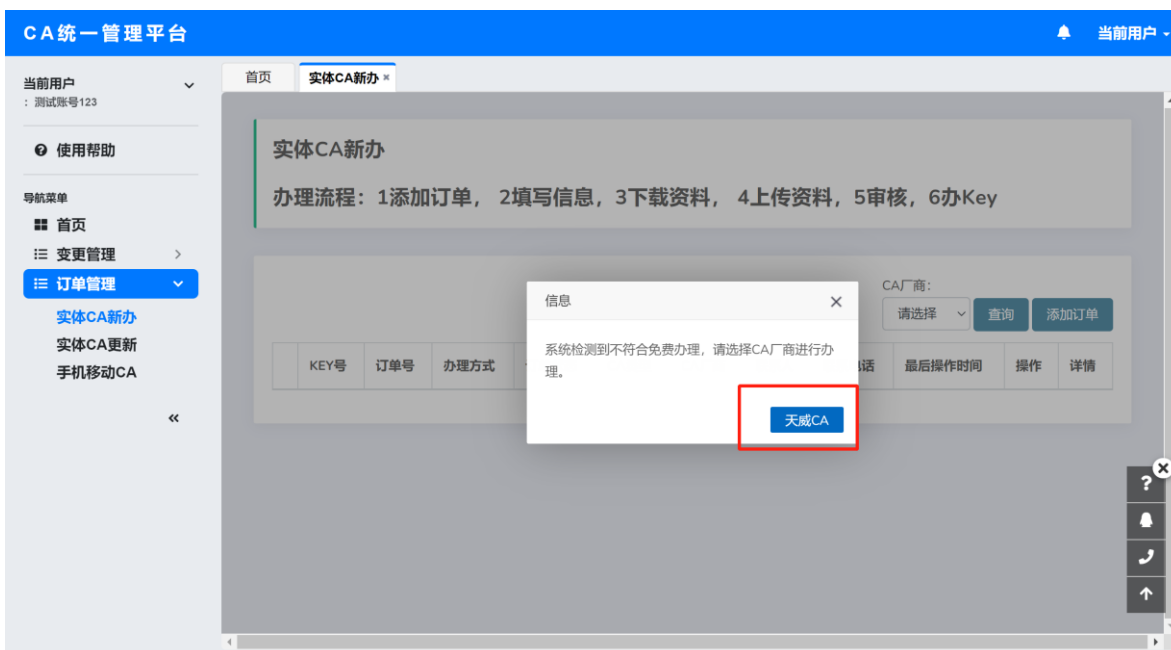 CA统一管理平台
当前用户
当前用户
: 测试账号123
使用帮助
导航菜单
首页
变更管理
订单管理
实体CA新办
实体CA更新
手机移动CA
首页
实体CA新办
实体CA新办
办理流程：1添加订单， 2填写信息，3下载资料， 4上传资料，5审核，6办Key
CA厂商:
请选择
查询
添加订单
KEY号 订单号 办理方式 话 最后操作时间 操作 详情
信息
系统检测到不符合免费办理，请选择CA厂商进行办
理。
天威CA